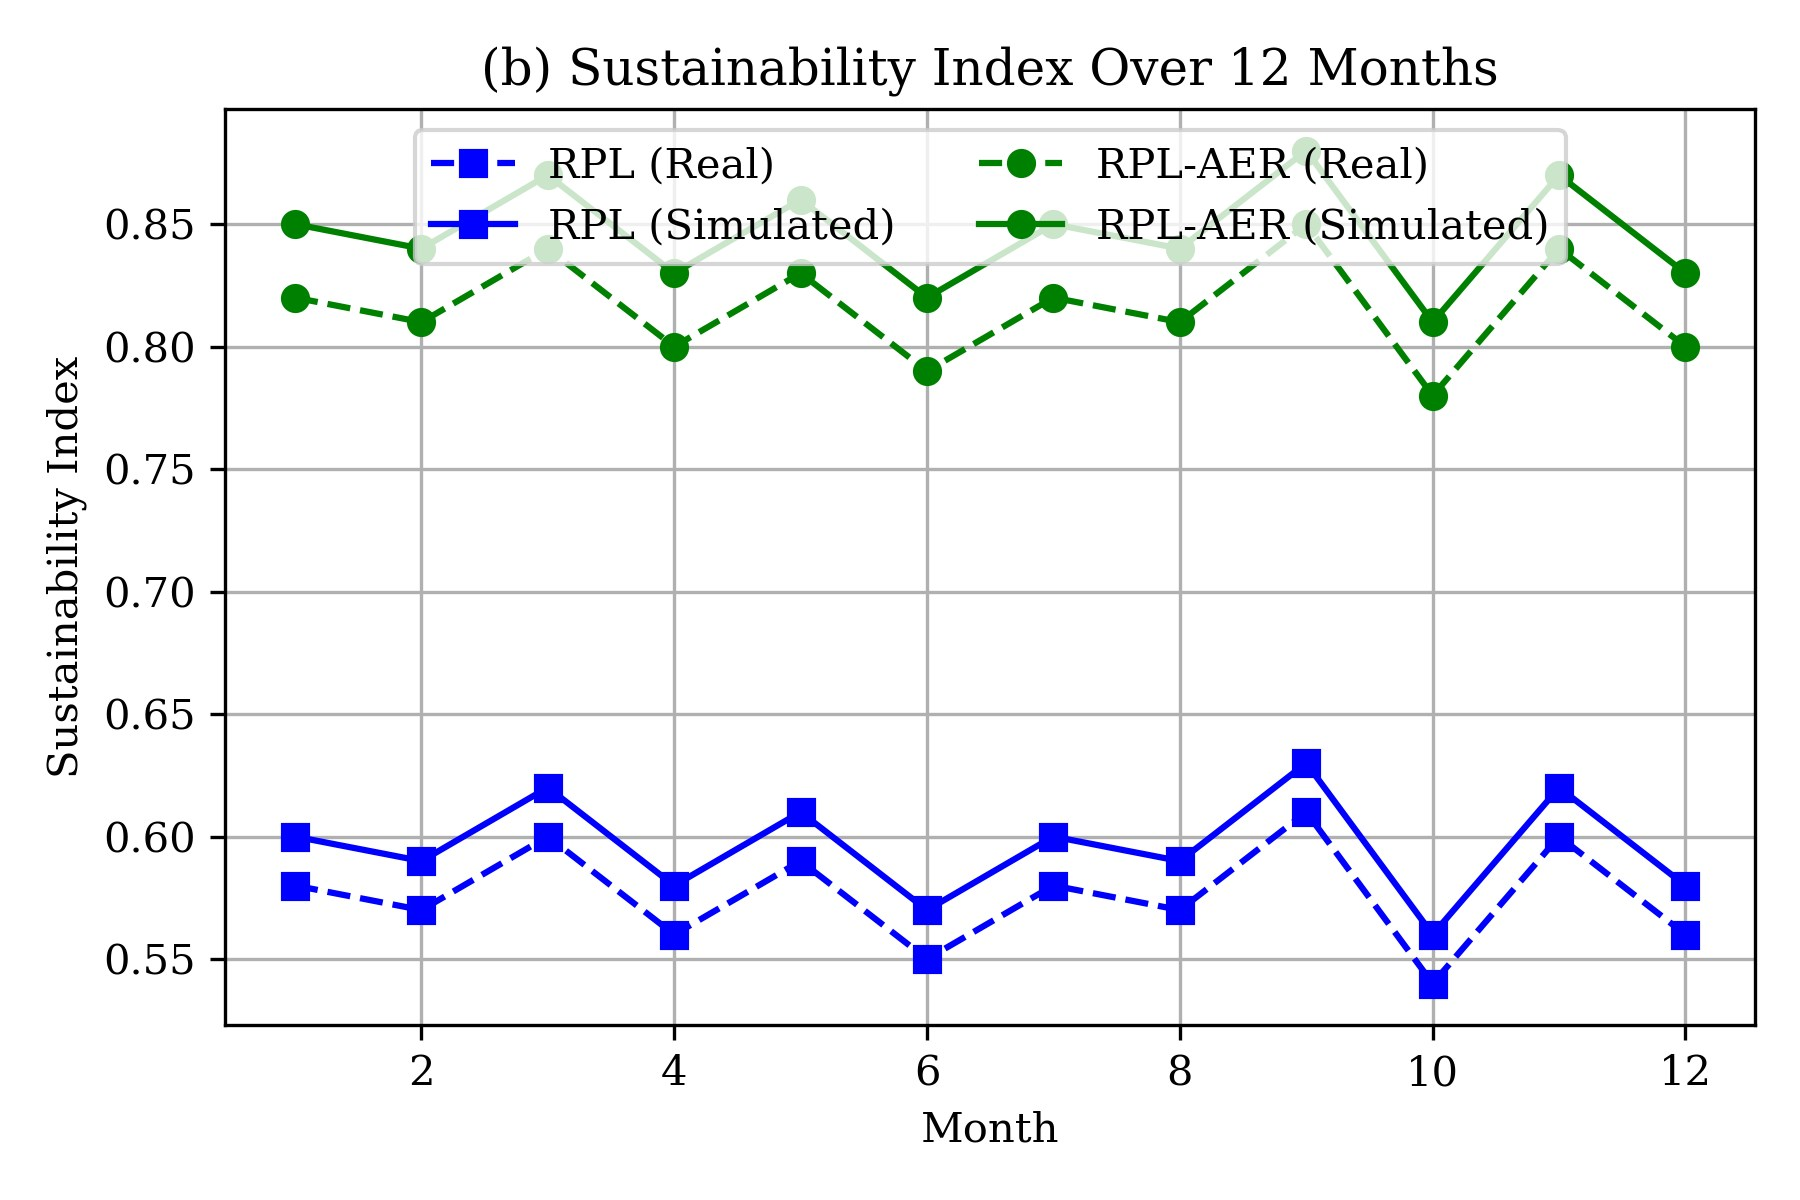 (b) Sustainability Index Over 12 Months
RPL (Real)
RPL (Simulated)
RPL-AER (Real)
RPL-AER (Simulated)
Sustainability Index
0.85
0.80
0.75
0.70
0.65
0.60
0.55
2 4 6 8 10 12
Month